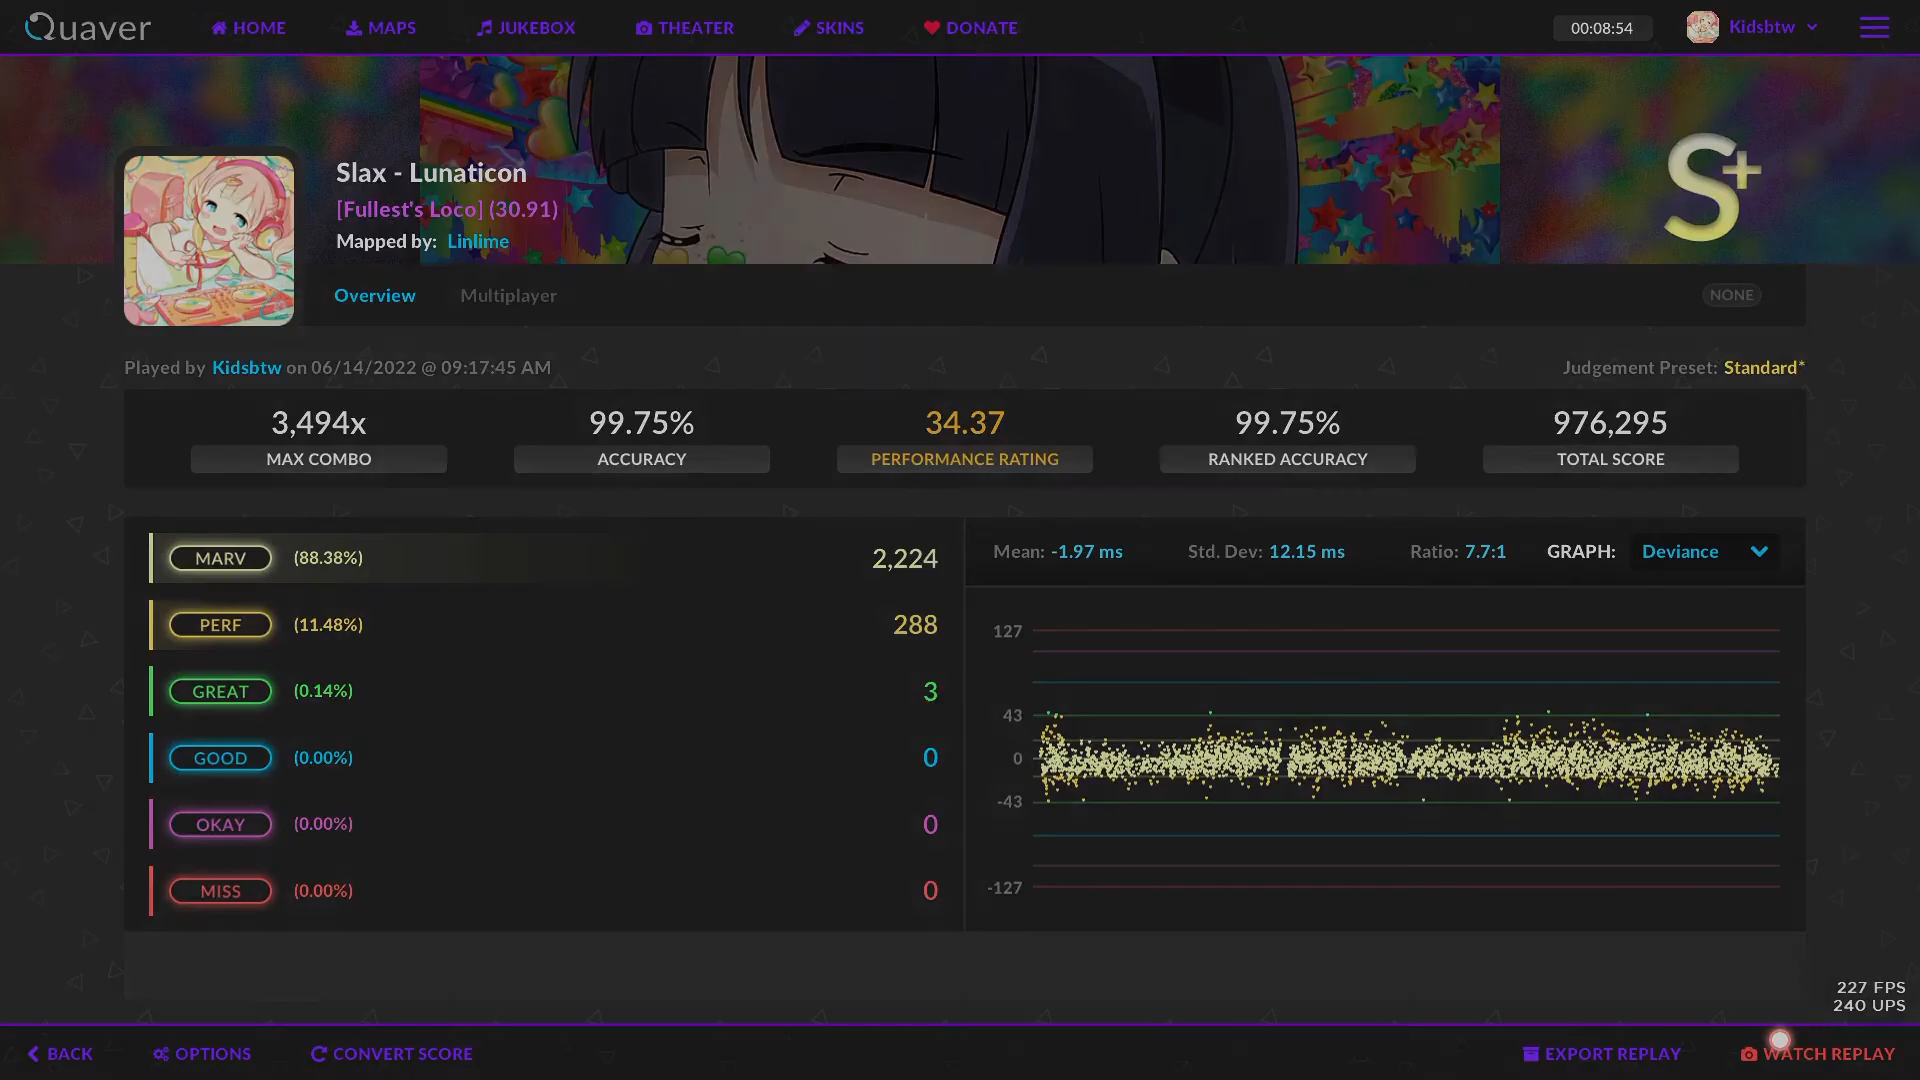 Quaver
HOME
MAPS
JUKEBOX
THEATER
SKINS
DONATE
00:08:54
Kidsbtw
Slax - Lunaticon
[Fullest's Loco] (30.91)
Mapped by: Linlime
S+
Overview
Multiplayer
NONE
Played by Kidsbtw on 06/14/2022 @ 09:17:45 AM
Judgement Preset: Standard*
3,494x
MAX COMBO
99.75%
ACCURACY
34.37
PERFORMANCE RATING
99.75%
RANKED ACCURACY
976,295
TOTAL SCORE
MARV (88.38%) 2,224
PERF (11.48%) 288
GREAT (0.14%) 3
GOOD (0.00%) 0
OKAY (0.00%) 0
MISS (0.00%) 0
Mean: -1.97 ms
Std. Dev: 12.15 ms
Ratio: 7.7:1
GRAPH: Deviance
127
43
0
-43
-127
227 FPS
240 UPS
BACK
OPTIONS
CONVERT SCORE
EXPORT REPLAY
WATCH REPLAY